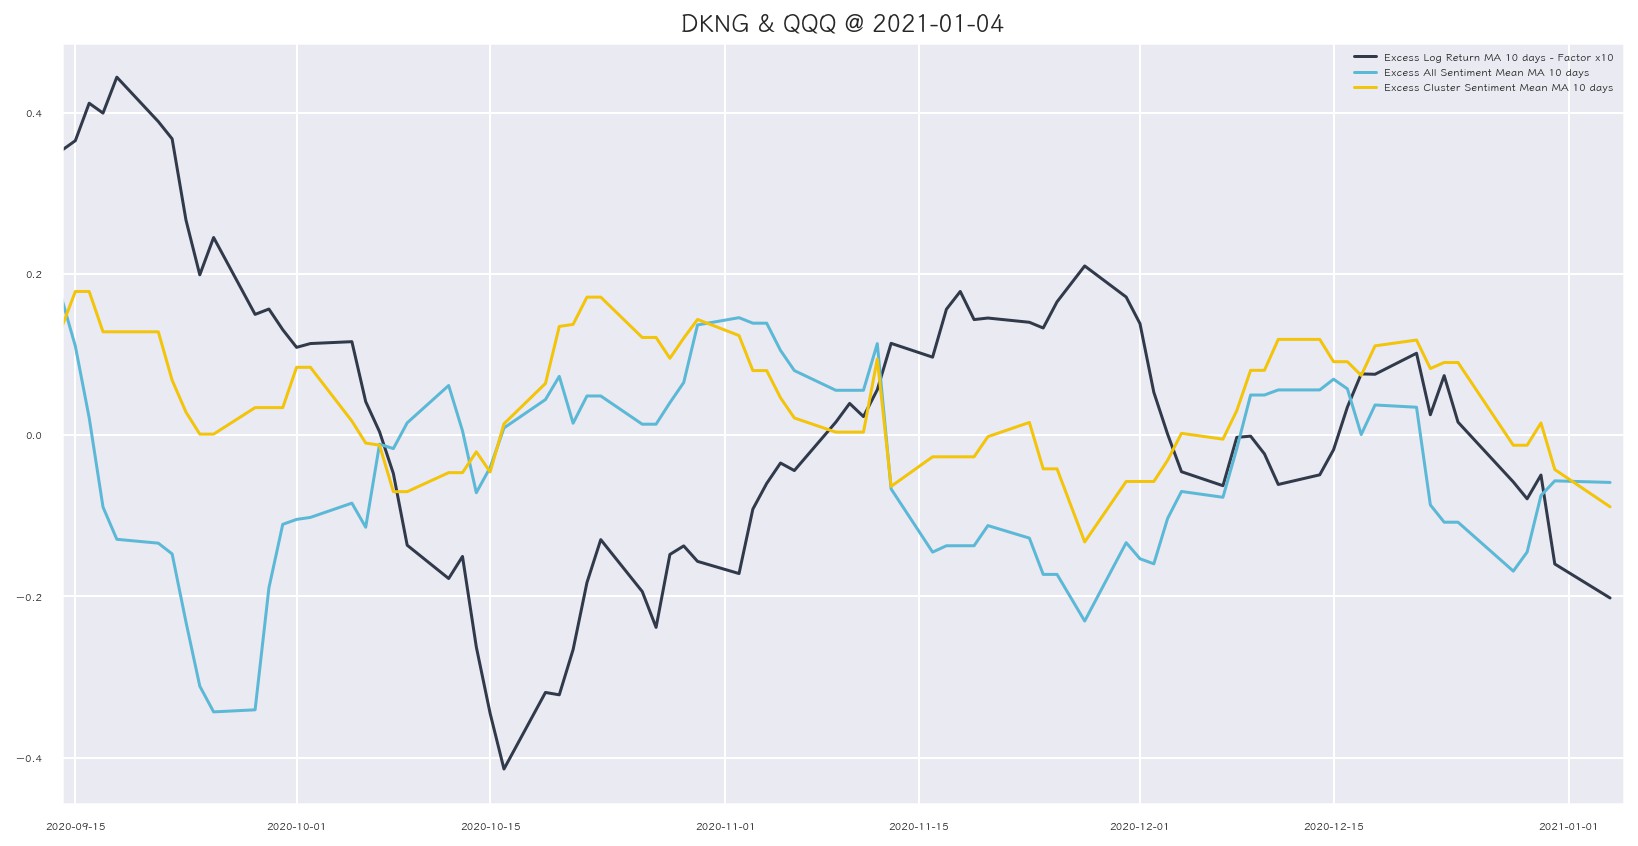 DKNG & QQQ @ 2021-01-04
Excess Log Return MA 10 days - Factor x10
Excess All Sentiment Mean MA 10 days
Excess Cluster Sentiment Mean MA 10 days
0.4
0.2
0.0
−0.2
−0.4
2020-09-15 2020-10-01 2020-10-15 2020-11-01 2020-11-15 2020-12-01 2020-12-15 2021-01-01